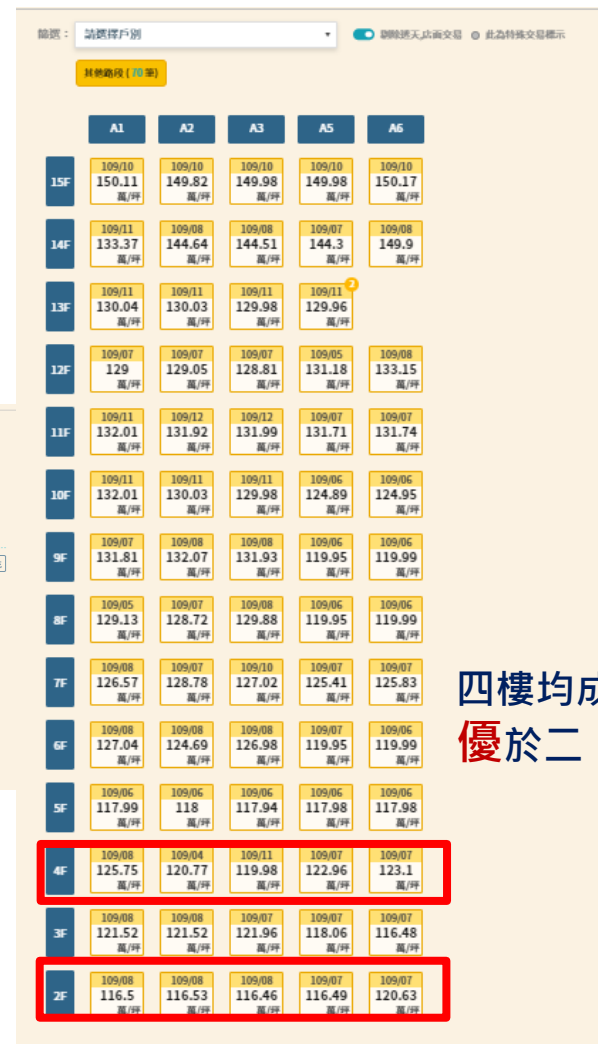 篩選： 請選擇戶別 剔除透天,店面交易 此為特殊交易標示
其他路段 ( 70 筆)
A1 A2 A3 A5 A6
109/10 109/10 109/10 109/10 109/10
15F 150.11 149.82 149.98 149.98 150.17
萬/坪 萬/坪 萬/坪 萬/坪 萬/坪
109/11 109/08 109/08 109/07 109/08
14F 133.37 144.64 144.51 144.3 149.9
萬/坪 萬/坪 萬/坪 萬/坪 萬/坪
109/11 109/11 109/11 109/11 2
13F 130.04 130.03 129.98 129.96
萬/坪 萬/坪 萬/坪 萬/坪
109/07 109/07 109/07 109/05 109/08
12F 129 129.05 128.81 131.18 133.15
萬/坪 萬/坪 萬/坪 萬/坪 萬/坪
109/11 109/12 109/12 109/07 109/07
11F 132.01 131.92 131.99 131.71 131.74
萬/坪 萬/坪 萬/坪 萬/坪 萬/坪
109/11 109/11 109/11 109/06 109/06
10F 132.01 130.03 129.98 124.89 124.95
萬/坪 萬/坪 萬/坪 萬/坪 萬/坪
109/07 109/08 109/08 109/06 109/06
9F 131.81 132.07 131.93 119.95 119.99
萬/坪 萬/坪 萬/坪 萬/坪 萬/坪
109/05 109/07 109/08 109/06 109/06
8F 129.13 128.72 129.88 119.95 119.99
萬/坪 萬/坪 萬/坪 萬/坪 萬/坪
109/08 109/07 109/10 109/07 109/07
7F 126.57 128.78 127.02 125.41 125.83
萬/坪 萬/坪 萬/坪 萬/坪 萬/坪
四樓均成
優於二
109/08 109/08 109/08 109/07 109/06
6F 127.04 124.69 126.98 119.95 119.99
萬/坪 萬/坪 萬/坪 萬/坪 萬/坪
109/06 109/06 109/06 109/06 109/06
5F 117.99 118 117.94 117.98 117.98
萬/坪 萬/坪 萬/坪 萬/坪 萬/坪
109/08 109/04 109/11 109/07 109/07
4F 125.75 120.77 119.98 122.96 123.1
萬/坪 萬/坪 萬/坪 萬/坪 萬/坪
109/08 109/08 109/07 109/07 109/07
3F 121.52 121.52 121.96 118.06 116.48
萬/坪 萬/坪 萬/坪 萬/坪 萬/坪
109/08 109/08 109/08 109/07 109/07
2F 116.5 116.53 116.46 116.49 120.63
萬/坪 萬/坪 萬/坪 萬/坪 萬/坪